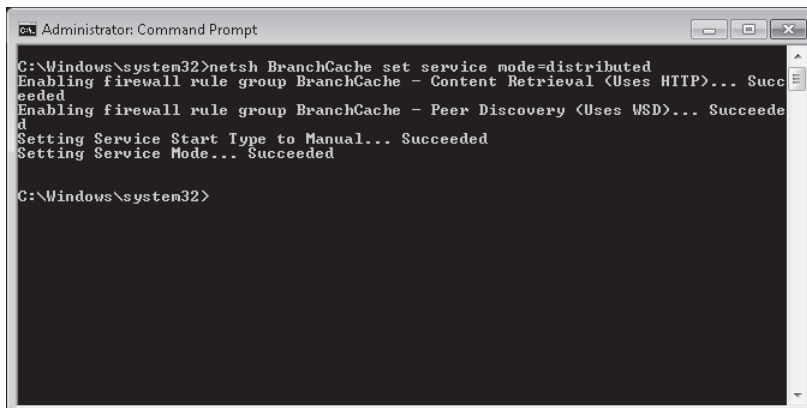 Administrator: Command Prompt
C:\Windows\system32>netsh BranchCache set service mode=distributed
Enabling firewall rule group BranchCache - Content Retrieval (Uses HTTP)... Succ
eeded
Enabling firewall rule group BranchCache - Peer Discovery (Uses WSD)... Succeede
d
Setting Service Start Type to Manual... Succeeded
Setting Service Mode... Succeeded
C:\Windows\system32>